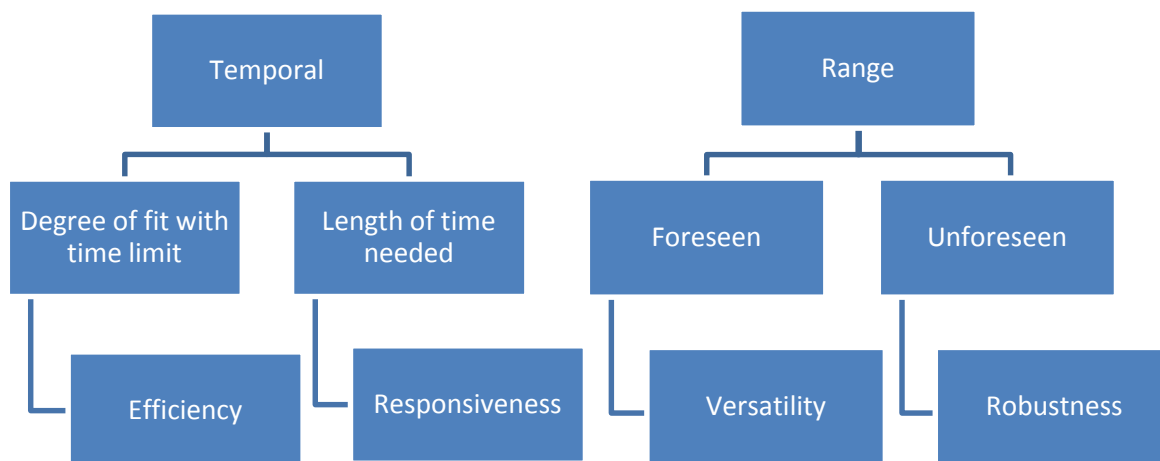 Temporal
Range
Degree of fit with
time limit
Length of time
needed
Foreseen
Unforeseen
Efficiency
Responsiveness
Versatility
Robustness